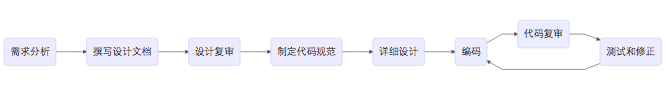 需求分析
撰写设计文档
设计复审
制定代码规范
详细设计
编码
代码复审
测试和修正